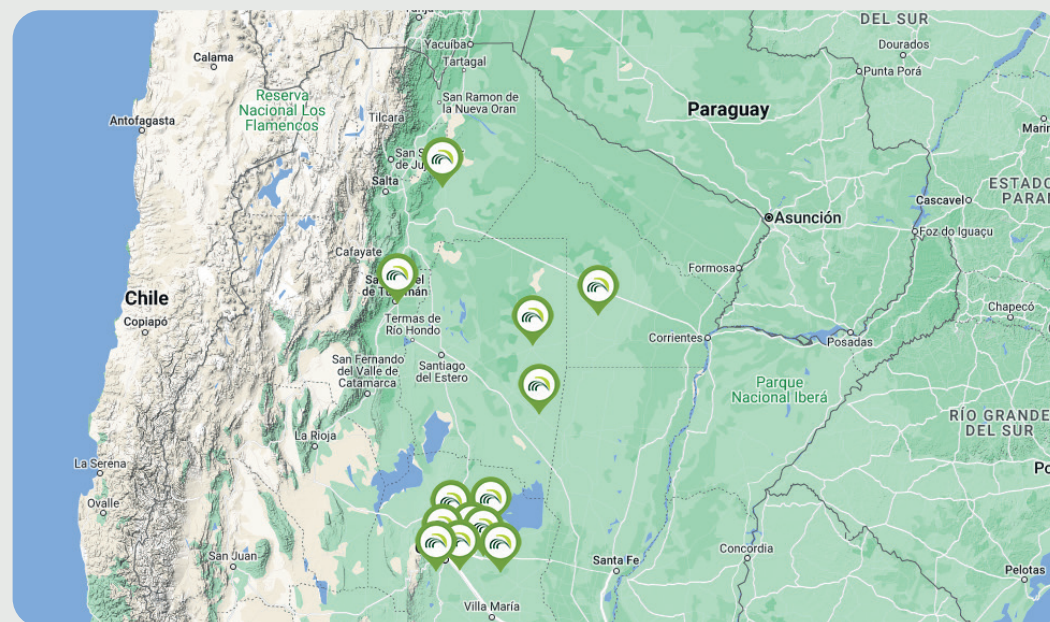 DEL SUR
Dourados
Yacuiba
Tartagal
Calama
Punta Porá
Reserva
Nacional Los
Flamencos
San Ramon de
la Nueva Oran
Paraguay
Antofagasta
Tilcara
Salta
ESTADO
Cascavel
Asunción
Foz do Iguaçu
Cafayate
Formosa
Chile
Copiapó
Termas de
Río Hondo
Chapecó
Corrientes
Posadas
San Fernando
del Valle de
Catamarca
Santiago
del Estero
Parque
Nacional Iberá
RÍO GRANDE
DEL SUR
La Rioja
La Serena
Ovalle
San Juan
Santa Fe
Concordia
Pelotas
Villa María